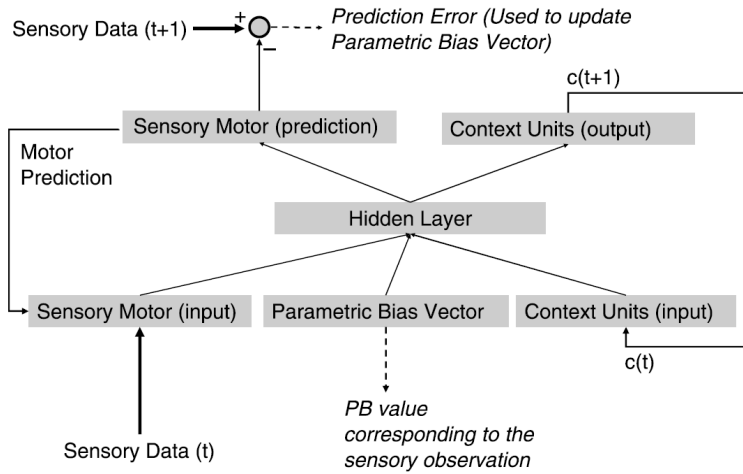 Sensory Data (t+1)
+
−
Prediction Error (Used to update
Parametric Bias Vector)
c(t+1)
Sensory Motor (prediction)
Context Units (output)
Motor
Prediction
Hidden Layer
Sensory Motor (input)
Parametric Bias Vector
Context Units (input)
c(t)
PB value
corresponding to the
sensory observation
Sensory Data (t)